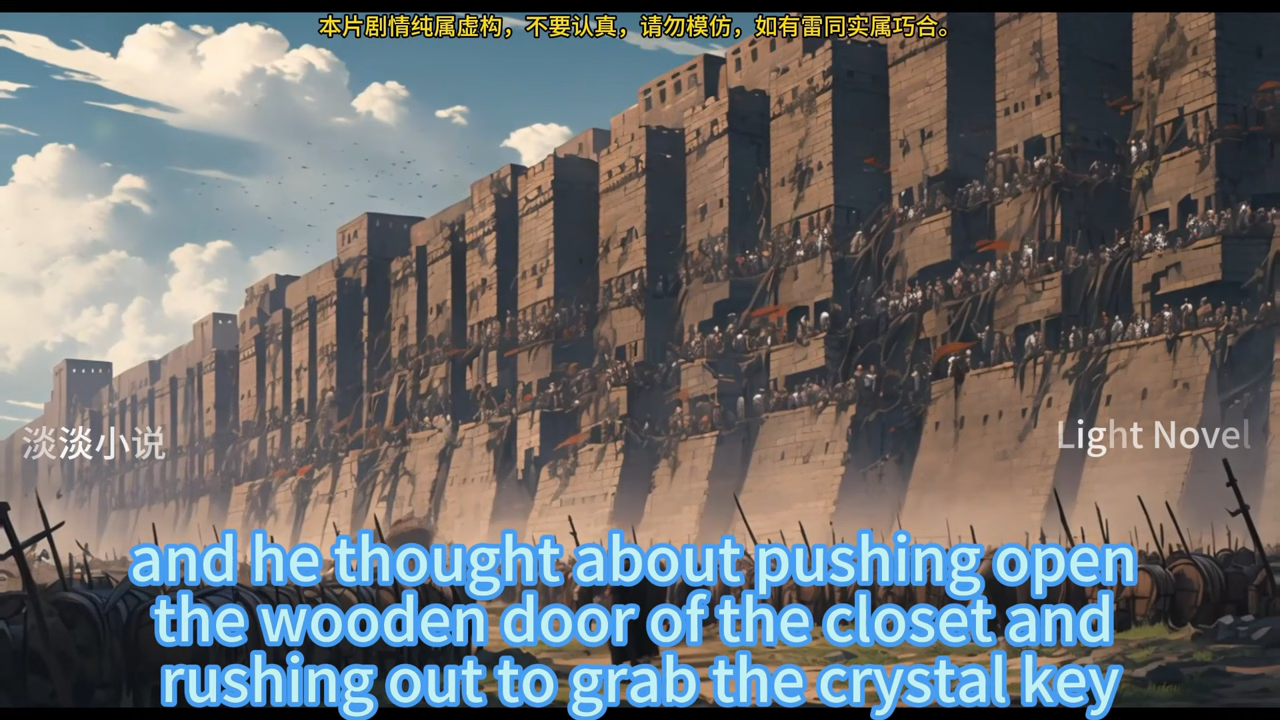 本片剧情纯属虚构，不要认真，请勿模仿，如有雷同实属巧合。
淡淡小说
Light Novel
and he thought about pushing open
the wooden door of the closet and
rushing out to grab the crystal key